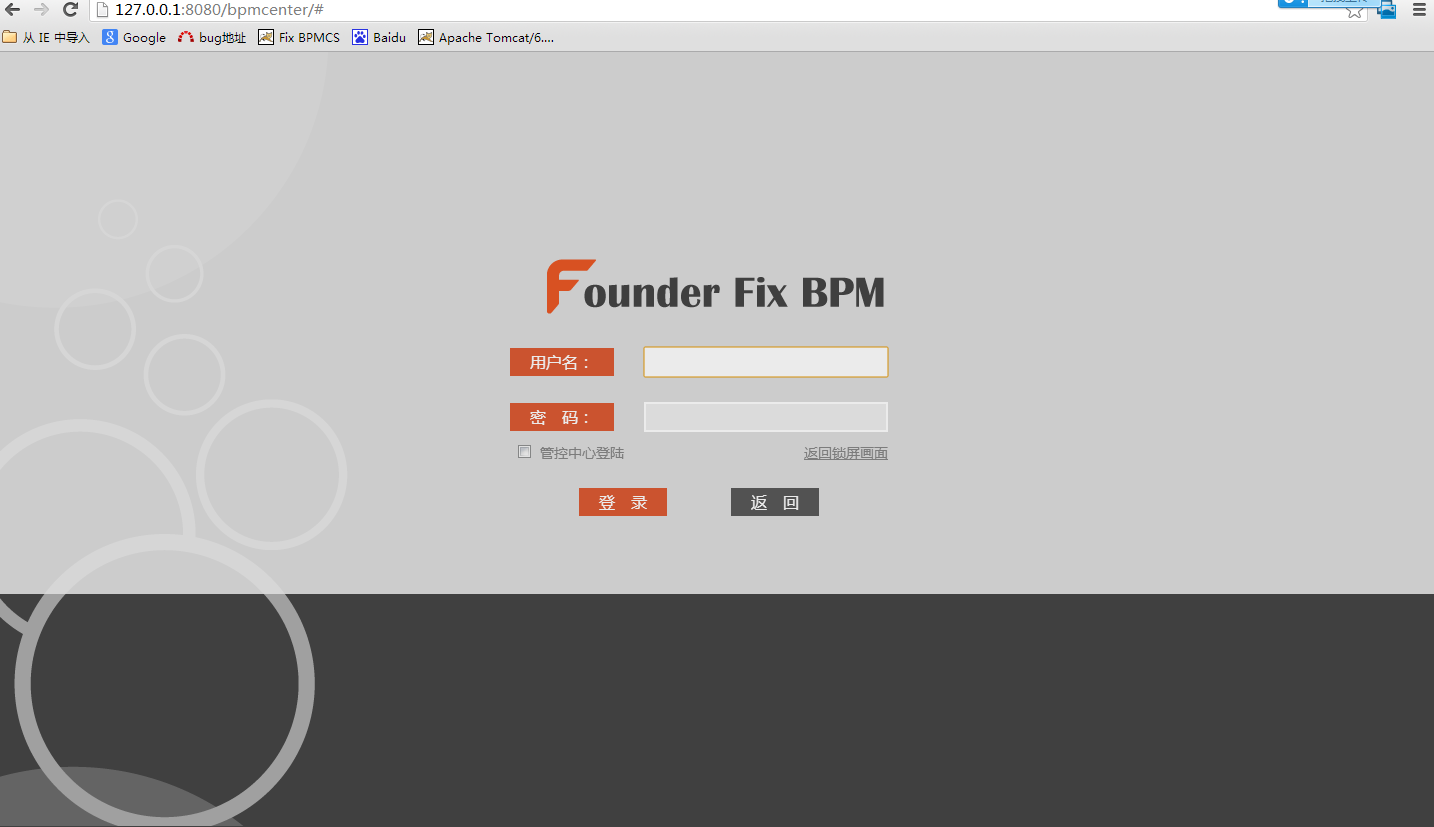 127.0.0.1:8080/bpmcenter/#
从 IE 中导入 Google bug地址 Fix BPMCS Baidu Apache Tomcat/6....
Founder Fix BPM
用户名：
密 码：
管控中心登陆 返回锁屏画面
登 录 返 回